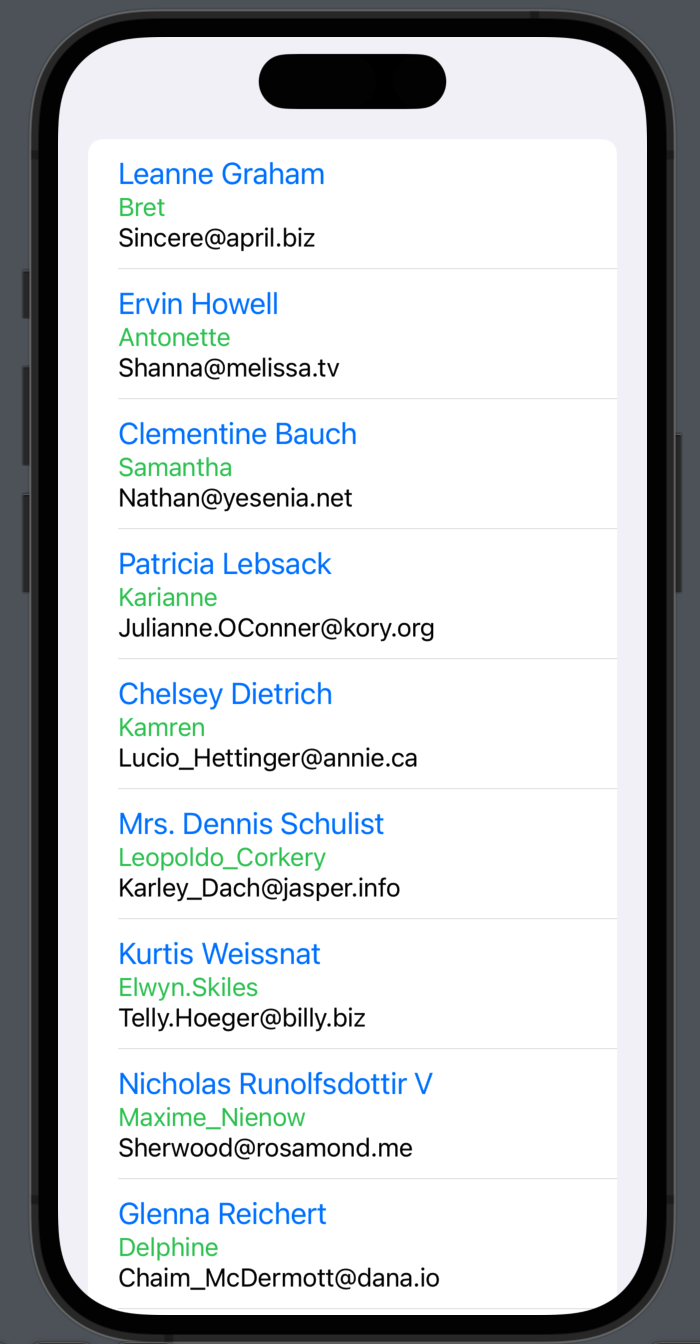 Leanne Graham
Bret
Sincere@april.biz
Ervin Howell
Antonette
Shanna@melissa.tv
Clementine Bauch
Samantha
Nathan@yesenia.net
Patricia Lebsack
Karianne
Julianne.OConner@kory.org
Chelsey Dietrich
Kamren
Lucio_Hettinger@annie.ca
Mrs. Dennis Schulist
Leopoldo_Corkery
Karley_Dach@jasper.info
Kurtis Weissnat
Elwyn.Skiles
Telly.Hoeger@billy.biz
Nicholas Runolfsdottir V
Maxime_Nienow
Sherwood@rosamond.me
Glenna Reichert
Delphine
Chaim_McDermott@dana.io